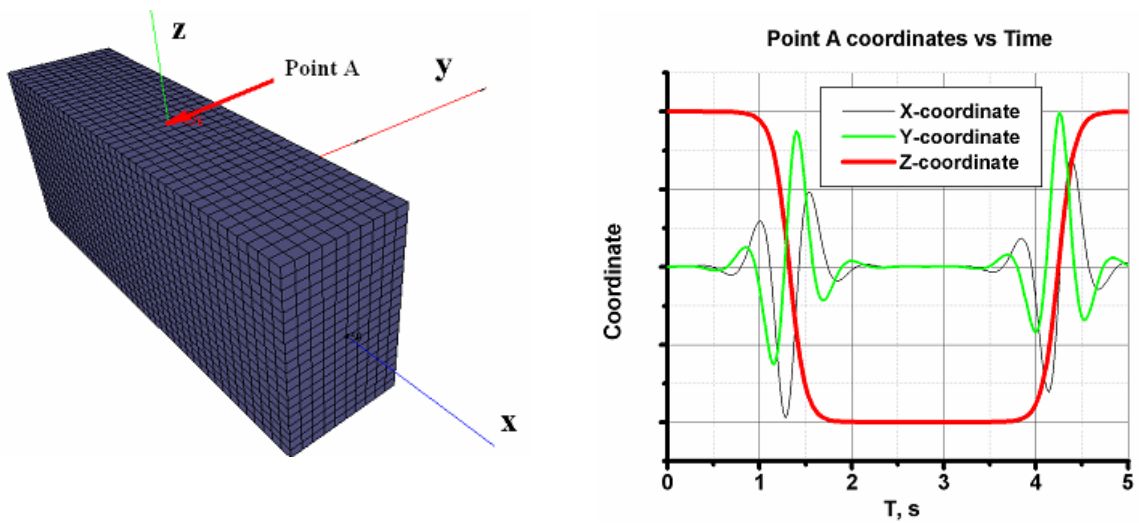 z
Point A
y
x
Point A coordinates vs Time
X-coordinate
Y-coordinate
Z-coordinate
Coordinate
0 1 2 3 4 5
T, s